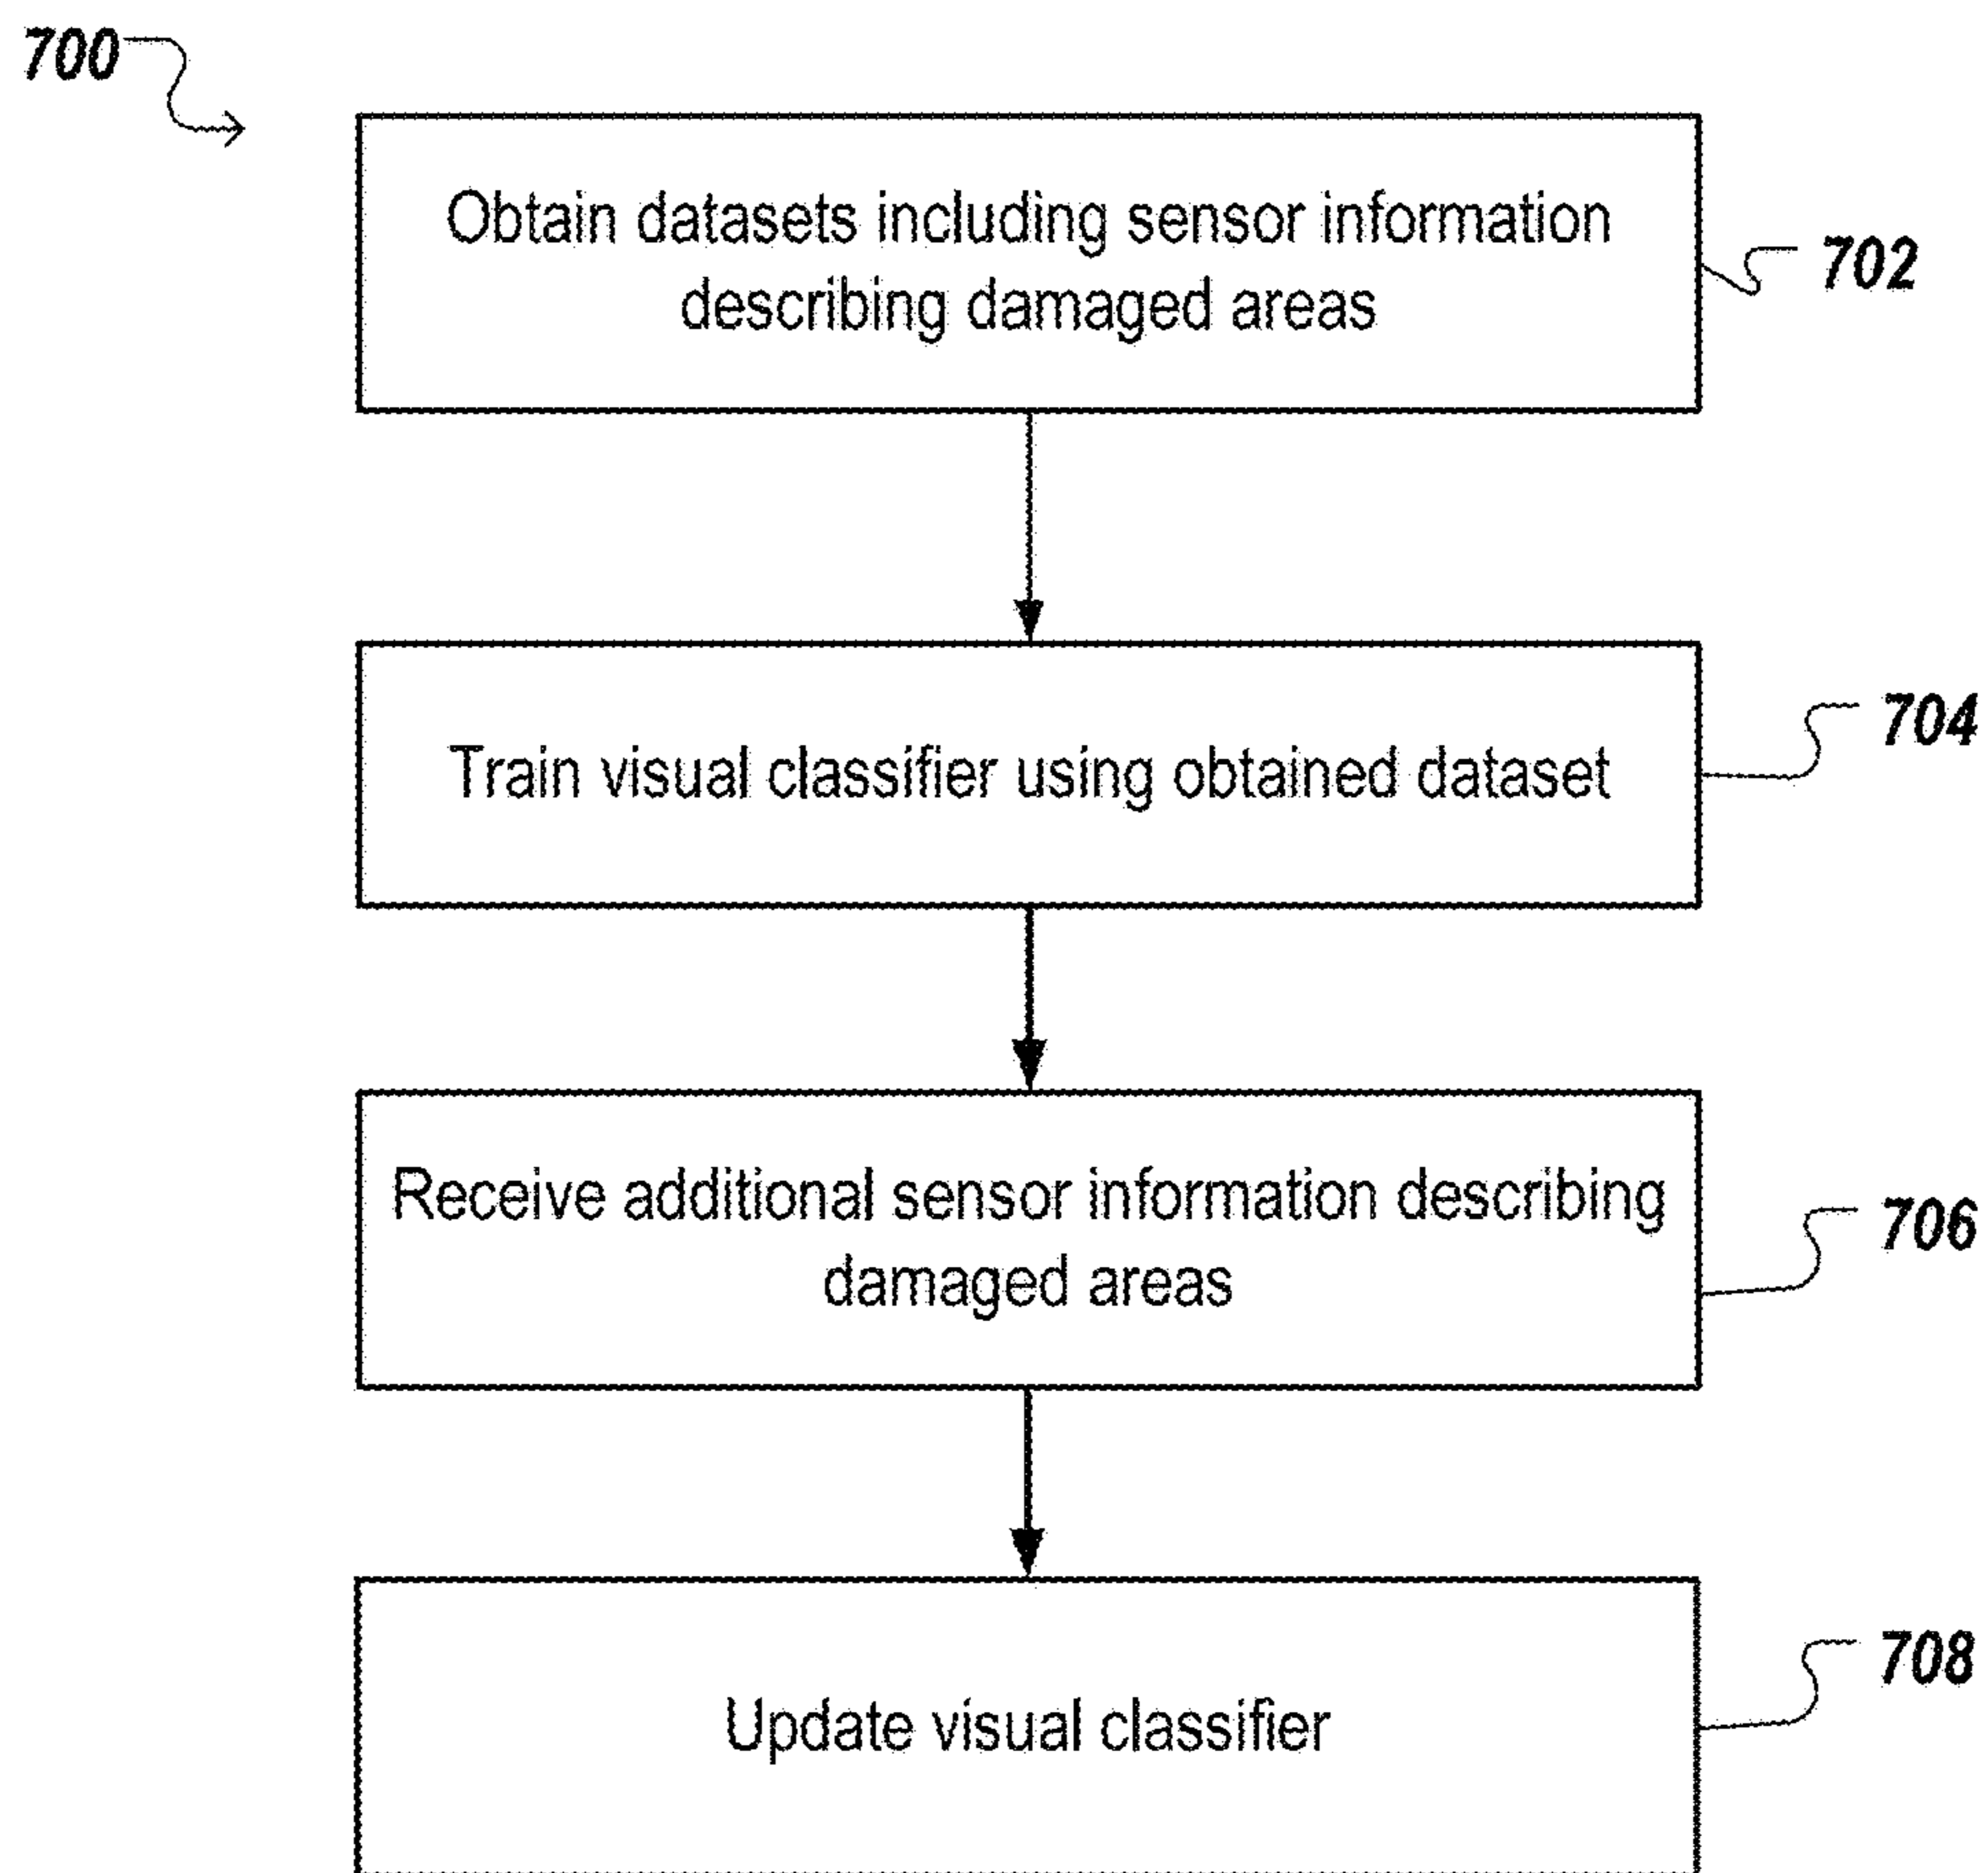 700
Obtain datasets including sensor information
describing damaged areas
702
Train visual classifier using obtained dataset
704
Receive additional sensor information describing
damaged areas
706
Update visual classifier
708